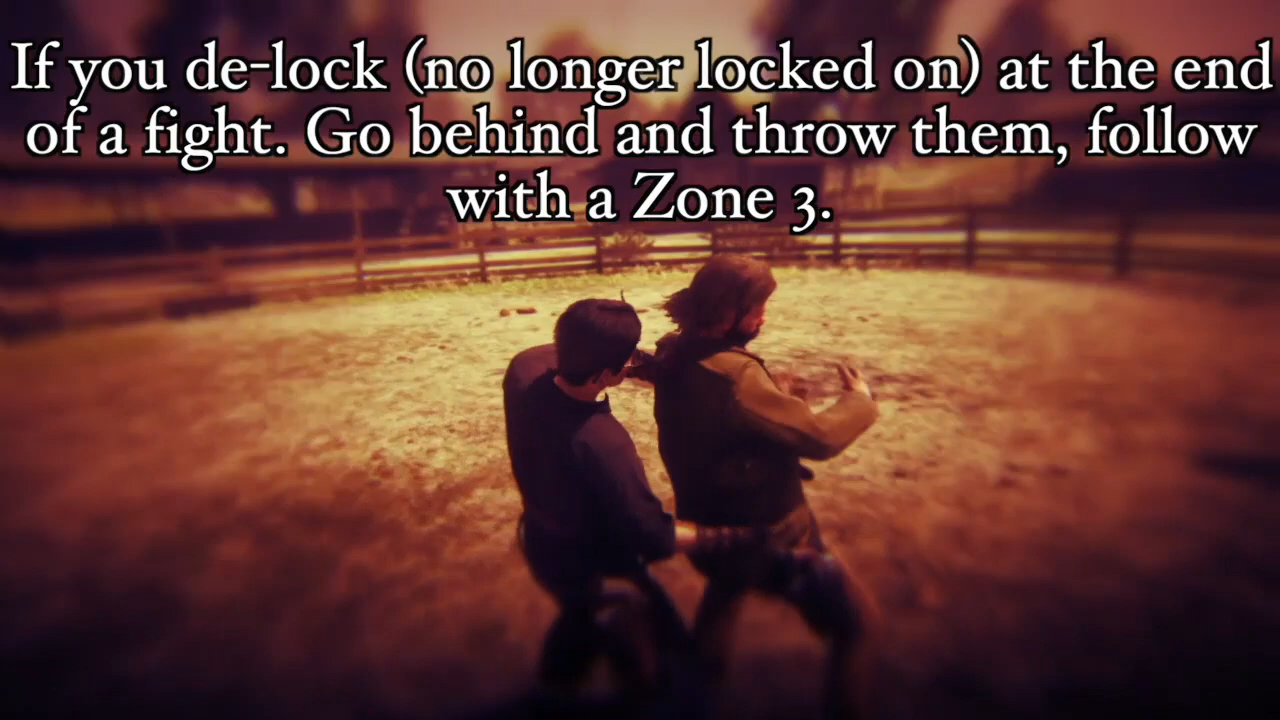 If you de-lock (no longer locked on) at the end
of a fight. Go behind and throw them, follow
with a Zone 3.